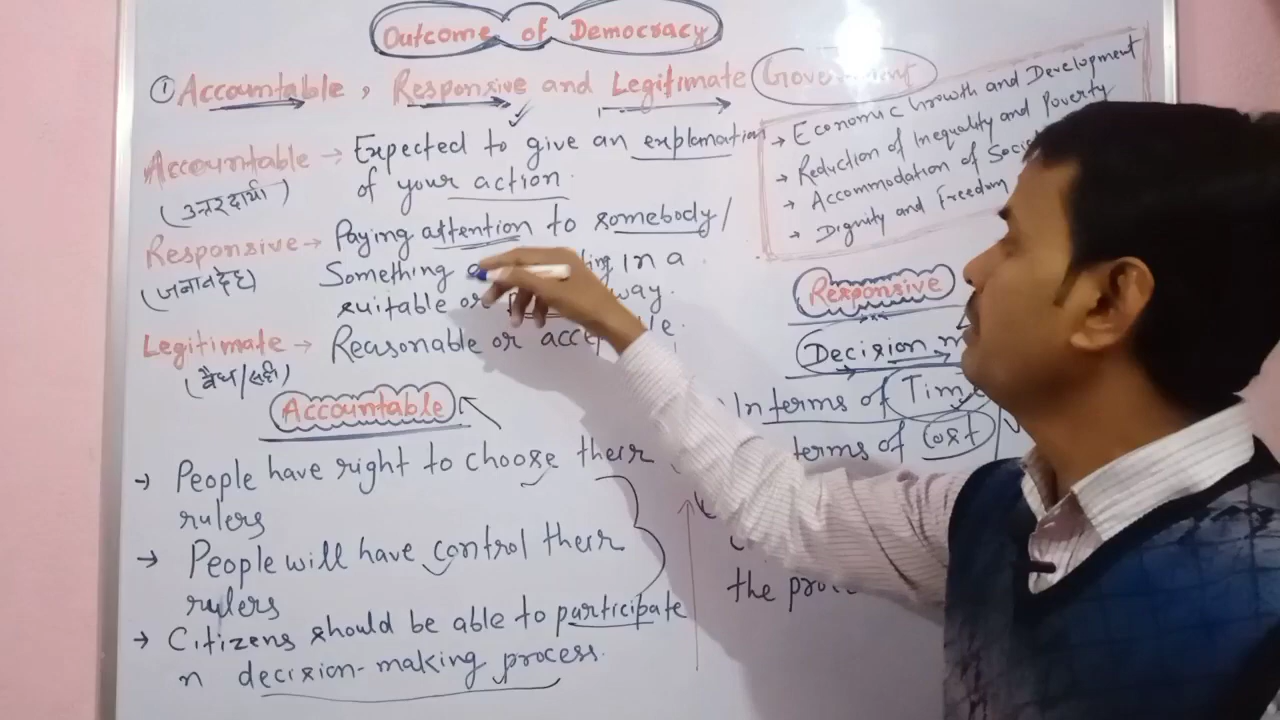 Outcome of Democracy
① Accountable, Responsive and Legitimate Government
Accountable → Expected to give an explanation
of your action.
(उत्तरदायी)
Responsive → Paying attention to somebody/
Something in a
(जवाबदेह)
suitable or way.
Legitimate → Reasonable or
(वैध/सही)
Accountable
→ People have right to choose their
rulers
→ People will have control their
rulers
→ Citizens should be able to participate
n decision-making process.
→ Economic Growth and Development
→ Reduction of Inequality and Poverty
→ Accommodation of
→ Dignity and Freedom
Responsive
Decision
In terms of
terms of Cost
the